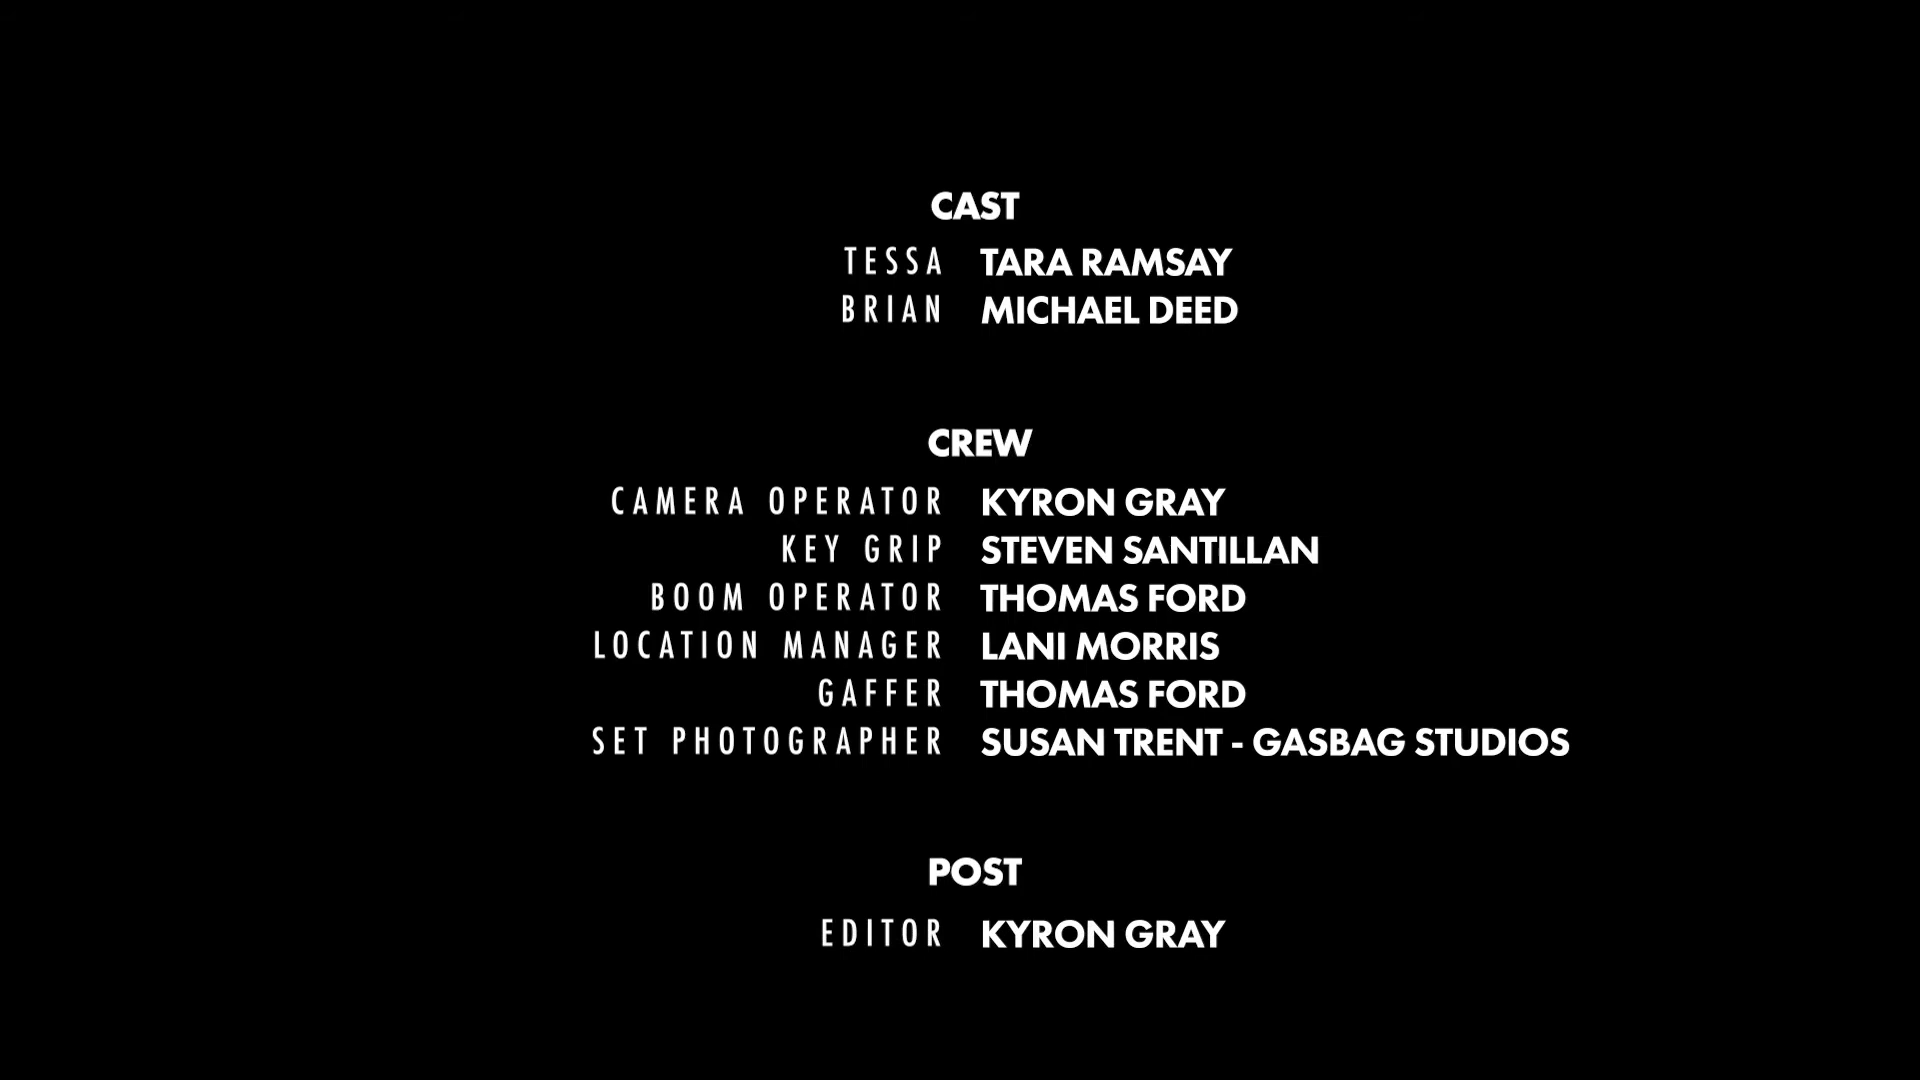 CAST
TESSA TARA RAMSAY
BRIAN MICHAEL DEED
CREW
CAMERA OPERATOR KYRON GRAY
KEY GRIP STEVEN SANTILLAN
BOOM OPERATOR THOMAS FORD
LOCATION MANAGER LANI MORRIS
GAFFER THOMAS FORD
SET PHOTOGRAPHER SUSAN TRENT - GASBAG STUDIOS
POST
EDITOR KYRON GRAY